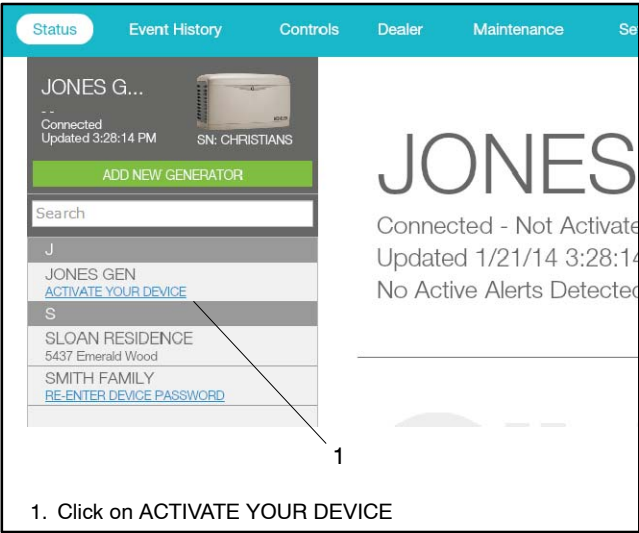 Status Event History Controls Dealer Maintenance Se
JONES G...
- -
Connected
Updated 3:28:14 PM
SN: CHRISTIANS
ADD NEW GENERATOR
Search
J
JONES GEN
ACTIVATE YOUR DEVICE
S
SLOAN RESIDENCE
5437 Emerald Wood
SMITH FAMILY
RE-ENTER DEVICE PASSWORD
JONES
Connected - Not Activate
Updated 1/21/14 3:28:14
No Active Alerts Detected
1
1. Click on ACTIVATE YOUR DEVICE